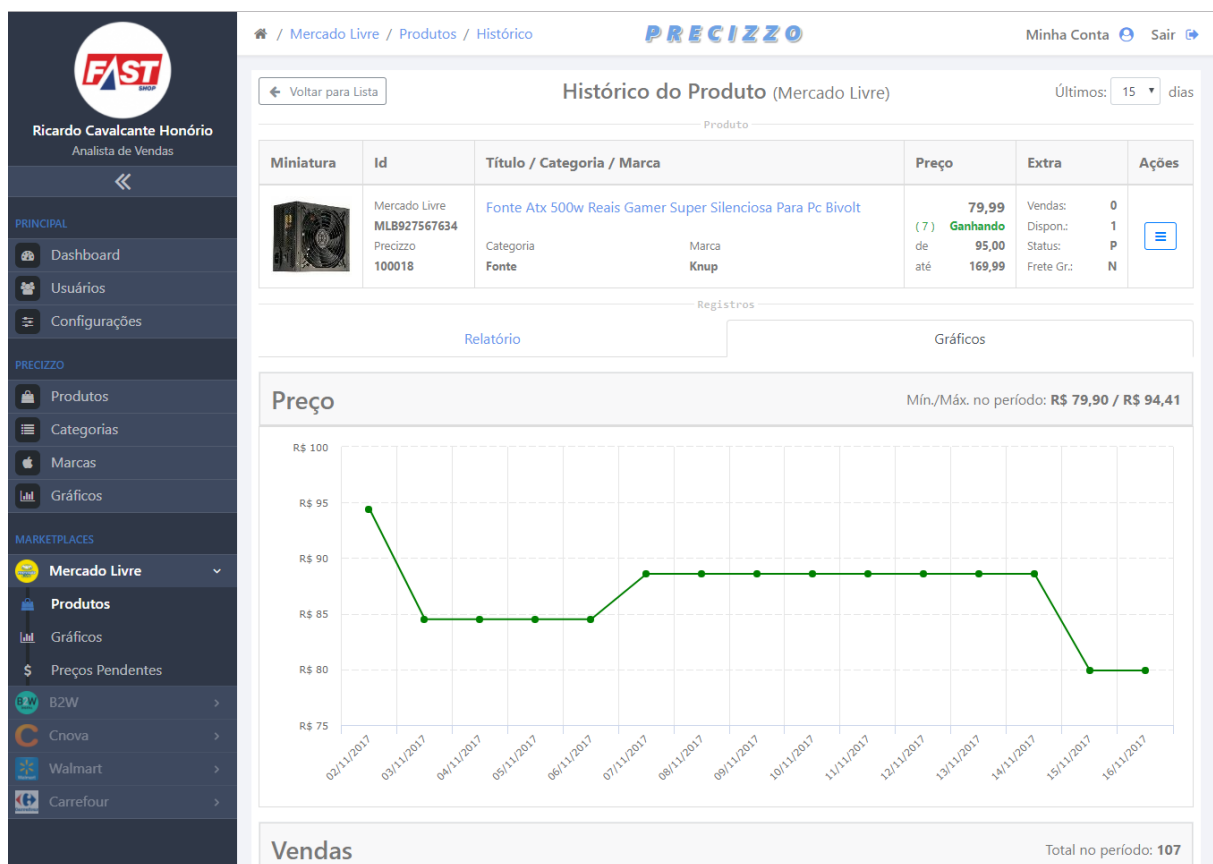 FAST
SHOP
Ricardo Cavalcante Honório
Analista de Vendas
PRINCIPAL
Dashboard
Usuários
Configurações
PRECIZZO
Produtos
Categorias
Marcas
Gráficos
MARKETPLACES
Mercado Livre
Produtos
Gráficos
$ Preços Pendentes
B2W B2W
Cnova
Walmart
Carrefour
/ Mercado Livre / Produtos / Histórico
PRECIZZO
Minha Conta Sair
Voltar para Lista
Histórico do Produto (Mercado Livre)
Últimos: 15 dias
Produto
Miniatura Id Título / Categoria / Marca Preço Extra Ações
Mercado Livre
MLB927567634
Precizzo
100018
Fonte Atx 500w Reais Gamer Super Silenciosa Para Pc Bivolt
Categoria Marca
Fonte Knup
79,99
(7) Ganhando
de 95,00
até 169,99
Vendas: 0
Dispon.: 1
Status: P
Frete Gr.: N
Registros
Relatório Gráficos
Preço Mín./Máx. no período: R$ 79,90 / R$ 94,41
R$ 100
R$ 95
R$ 90
R$ 85
R$ 80
R$ 75
02/11/2017 03/11/2017 04/11/2017 05/11/2017 06/11/2017 07/11/2017 08/11/2017 09/11/2017 10/11/2017 11/11/2017 12/11/2017 13/11/2017 14/11/2017 15/11/2017 16/11/2017
Vendas Total no período: 107